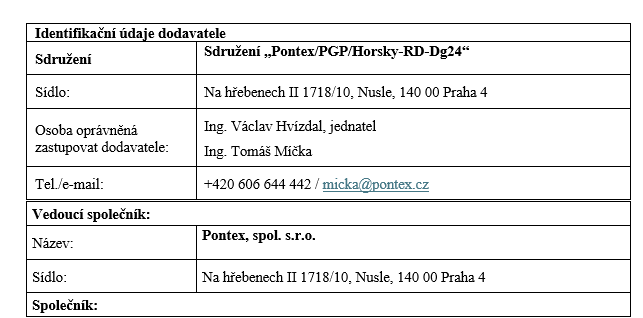 Identifikační údaje dodavatele
Sdružení
Sdružení „Pontex/PGP/Horsky-RD-Dg24“
Sídlo:
Na hřebenech II 1718/10, Nusle, 140 00 Praha 4
Osoba oprávněná
zastupovat dodavatele:
Ing. Václav Hvízdal, jednatel
Ing. Tomáš Míčka
Tel./e-mail:
+420 606 644 442 / micka@pontex.cz
Vedoucí společník:
Název:
Pontex, spol. s.r.o.
Sídlo:
Na hřebenech II 1718/10, Nusle, 140 00 Praha 4
Společník: